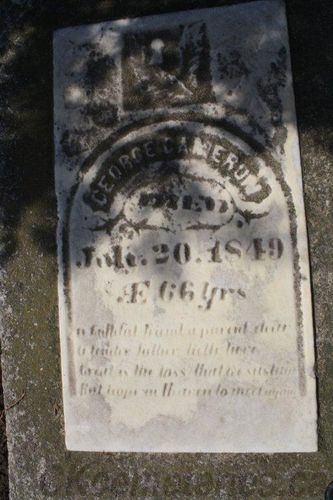 GEORGE CAMERON
DIED
20. 1849
Æ 66 Yrs
A faithful friend a parent dear
A tender father lieth here
Great is the loss that we sustain
But hope in Heaven to meet again